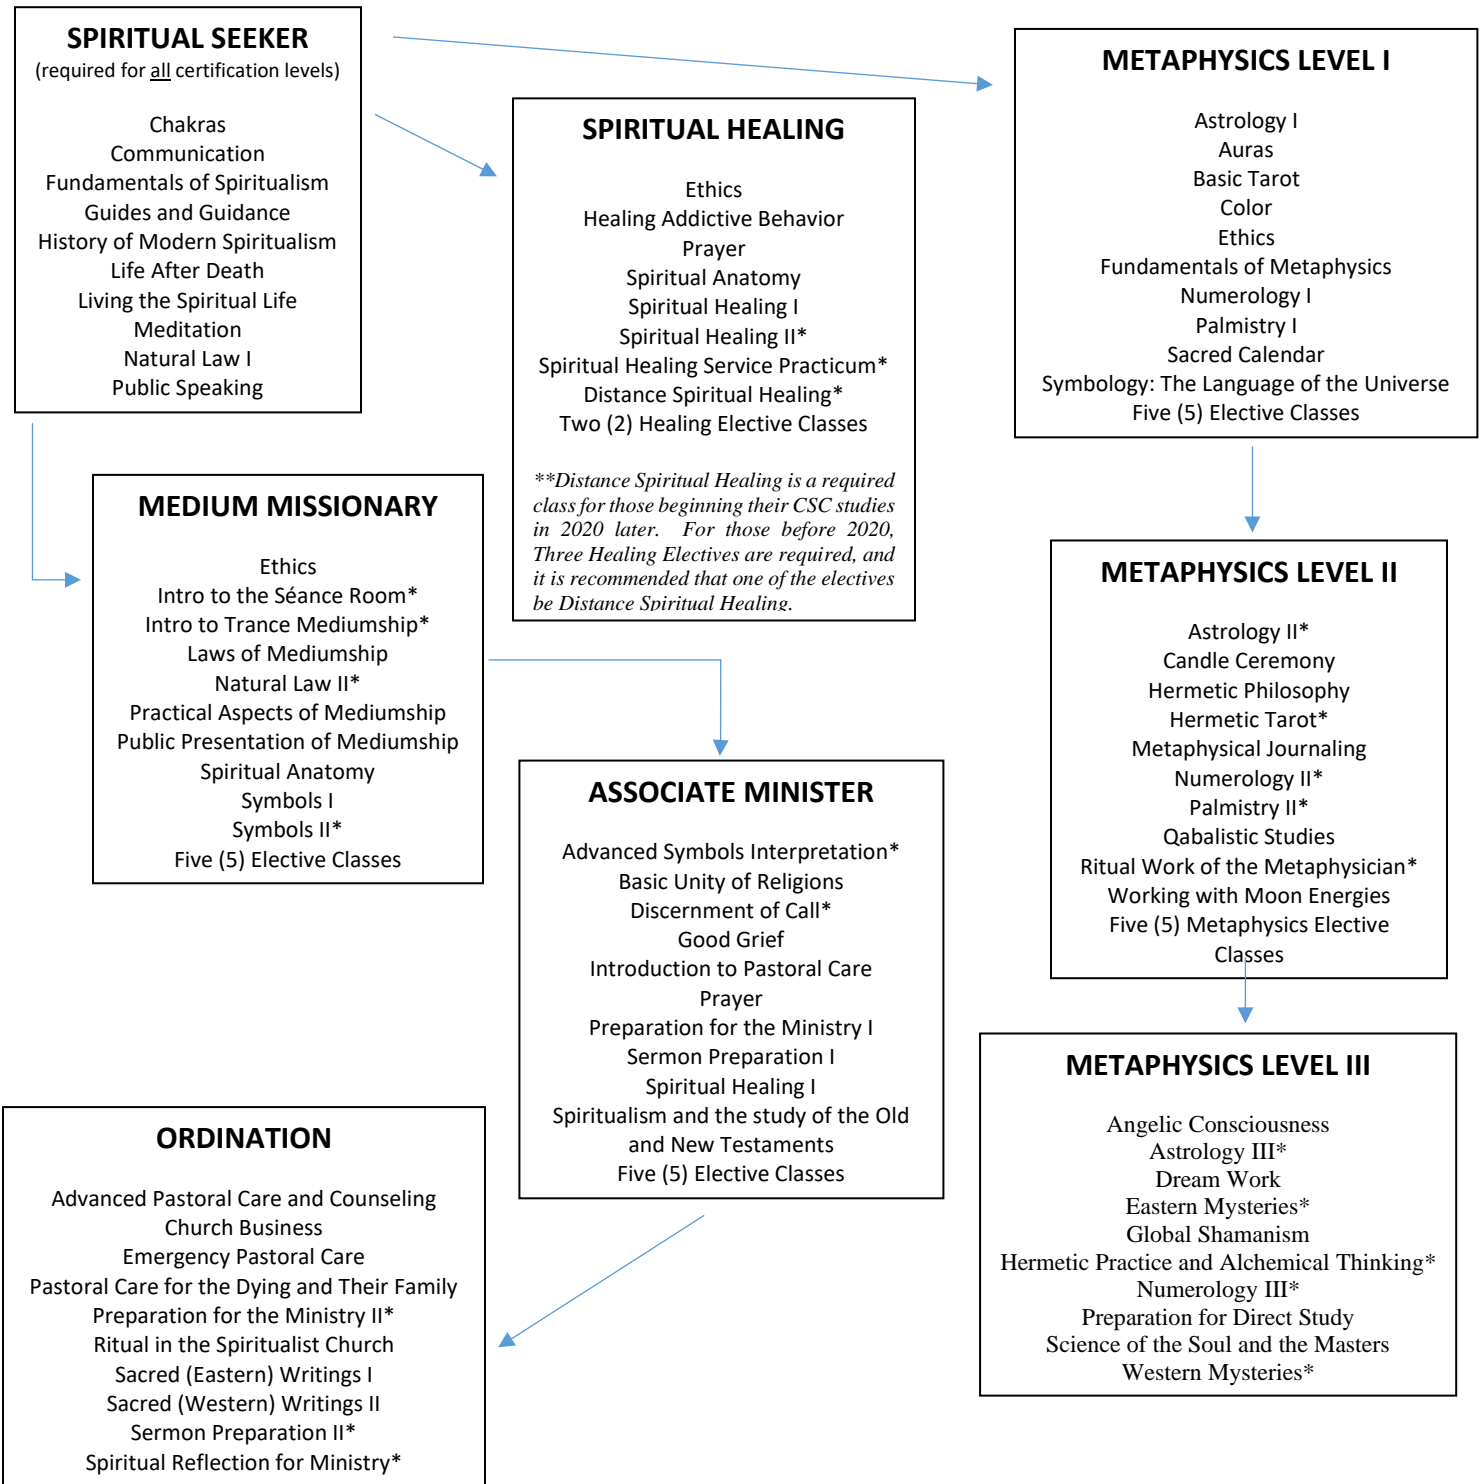 SPIRITUAL SEEKER
(required for all certification levels)
Chakras
Communication
Fundamentals of Spiritualism
Guides and Guidance
History of Modern Spiritualism
Life After Death
Living the Spiritual Life
Meditation
Natural Law I
Public Speaking
SPIRITUAL HEALING
Ethics
Healing Addictive Behavior
Prayer
Spiritual Anatomy
Spiritual Healing I
Spiritual Healing II*
Spiritual Healing Service Practicum*
Distance Spiritual Healing*
Two (2) Healing Elective Classes
**Distance Spiritual Healing is a required
class for those beginning their CSC studies
in 2020 later. For those before 2020,
Three Healing Electives are required, and
it is recommended that one of the electives
be Distance Spiritual Healing.
METAPHYSICS LEVEL I
Astrology I
Auras
Basic Tarot
Color
Ethics
Fundamentals of Metaphysics
Numerology I
Palmistry I
Sacred Calendar
Symbology: The Language of the Universe
Five (5) Elective Classes
MEDIUM MISSIONARY
Ethics
Intro to the Séance Room*
Intro to Trance Mediumship*
Laws of Mediumship
Natural Law II*
Practical Aspects of Mediumship
Public Presentation of Mediumship
Spiritual Anatomy
Symbols I
Symbols II*
Five (5) Elective Classes
METAPHYSICS LEVEL II
Astrology II*
Candle Ceremony
Hermetic Philosophy
Hermetic Tarot*
Metaphysical Journaling
Numerology II*
Palmistry II*
Qabalistic Studies
Ritual Work of the Metaphysician*
Working with Moon Energies
Five (5) Metaphysics Elective
Classes
ASSOCIATE MINISTER
Advanced Symbols Interpretation*
Basic Unity of Religions
Discernment of Call*
Good Grief
Introduction to Pastoral Care
Prayer
Preparation for the Ministry I
Sermon Preparation I
Spiritual Healing I
Spiritualism and the study of the Old
and New Testaments
Five (5) Elective Classes
METAPHYSICS LEVEL III
Angelic Consciousness
Astrology III*
Dream Work
Eastern Mysteries*
Global Shamanism
Hermetic Practice and Alchemical Thinking*
Numerology III*
Preparation for Direct Study
Science of the Soul and the Masters
Western Mysteries*
ORDINATION
Advanced Pastoral Care and Counseling
Church Business
Emergency Pastoral Care
Pastoral Care for the Dying and Their Family
Preparation for the Ministry II*
Ritual in the Spiritualist Church
Sacred (Eastern) Writings I
Sacred (Western) Writings II
Sermon Preparation II*
Spiritual Reflection for Ministry*